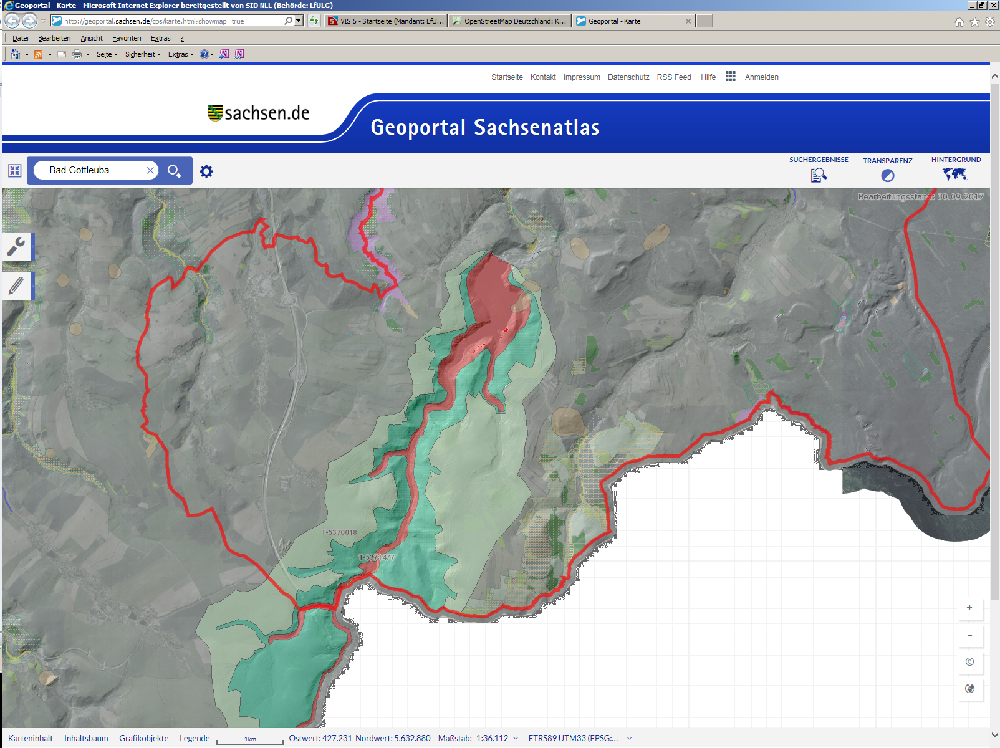 Geoportal - Karte - Microsoft Internet Explorer bereitgestellt von SID NLL (Behörde: LfULG)
http://geoportal.sachsen.de/cps/karte.html?showmap=true
VIS 5 - Startseite (Mandant: LfU...
OpenStreetMap Deutschland: K...
Geoportal - Karte
Datei Bearbeiten Ansicht Favoriten Extras ?
Seite Sicherheit Extras
Startseite Kontakt Impressum Datenschutz RSS Feed Hilfe Anmelden
sachsen.de
Geoportal Sachsenatlas
Bad Gottleuba
SUCHERGEBNISSE
TRANSPARENZ
HINTERGRUND
Bearbeitungsstand: 30.09.2017
T-5370018
T-5371477
+
-
©
Karteninhalt Inhaltsbaum Grafikobjekte Legende 1km Ostwert: 427.231 Nordwert: 5.632.880 Maßstab: 1:36.112 ETRS89 UTM33 (EPSG:...